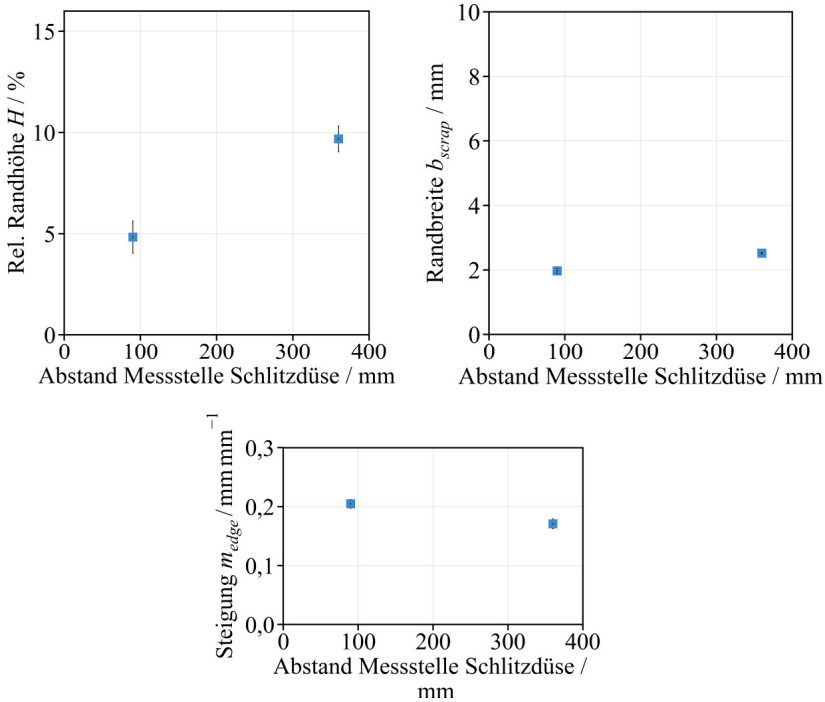 Rel. Randhöhe H / %
15
10
5
0
0 100 200 300 400
Abstand Messstelle Schlitzdüse / mm
Randbreite b_scrap / mm
10
8
6
4
2
0
0 100 200 300 400
Abstand Messstelle Schlitzdüse / mm
Steigung m_edge / mm mm⁻¹
0,3
0,2
0,1
0,0
0 100 200 300 400
Abstand Messstelle Schlitzdüse /
mm